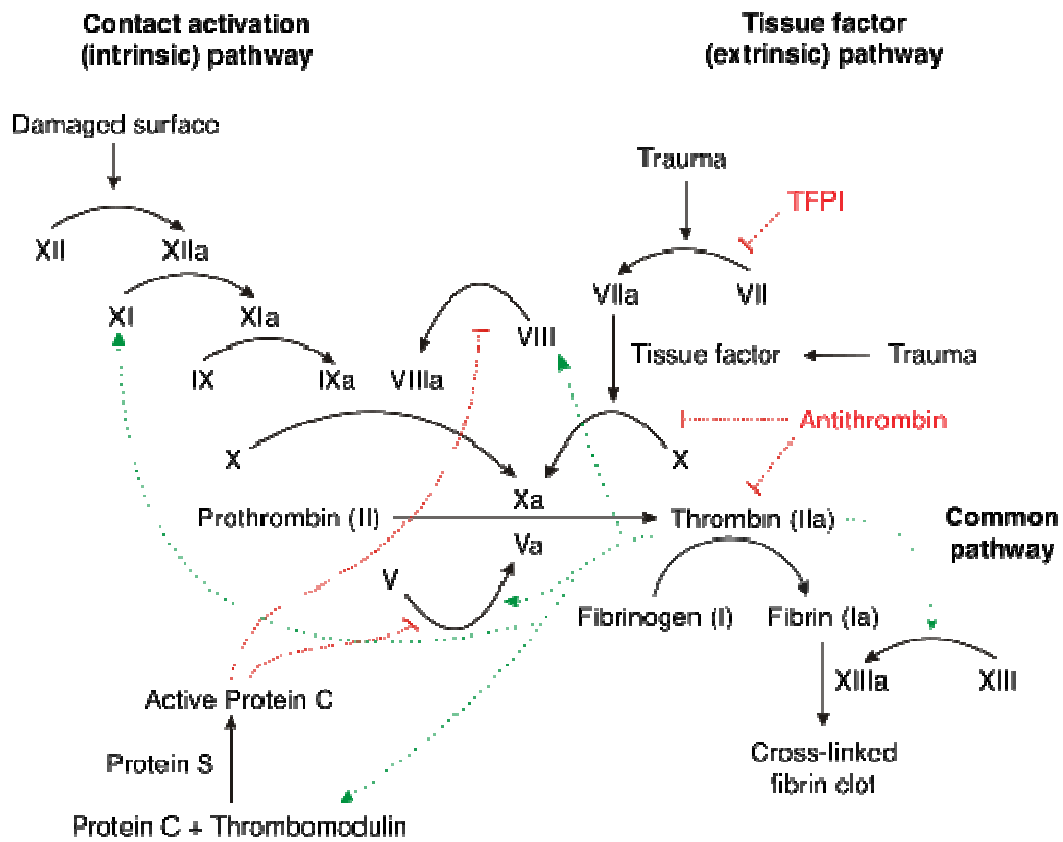 Contact activation
(intrinsic) pathway
Tissue factor
(extrinsic) pathway
Damaged surface
Trauma
TFPI
XII
XIIa
VIIa
VII
XI
XIa
VIII
IX
IXa
VIIIa
Tissue factor
Trauma
Antithrombin
X
X
Xa
Prothrombin (II)
Thrombin (IIa)
Common
pathway
Va
V
Fibrinogen (I)
Fibrin (Ia)
XIIIa
XIII
Active Protein C
Protein S
Cross-linked
fibrin clot
Protein C + Thrombomodulin